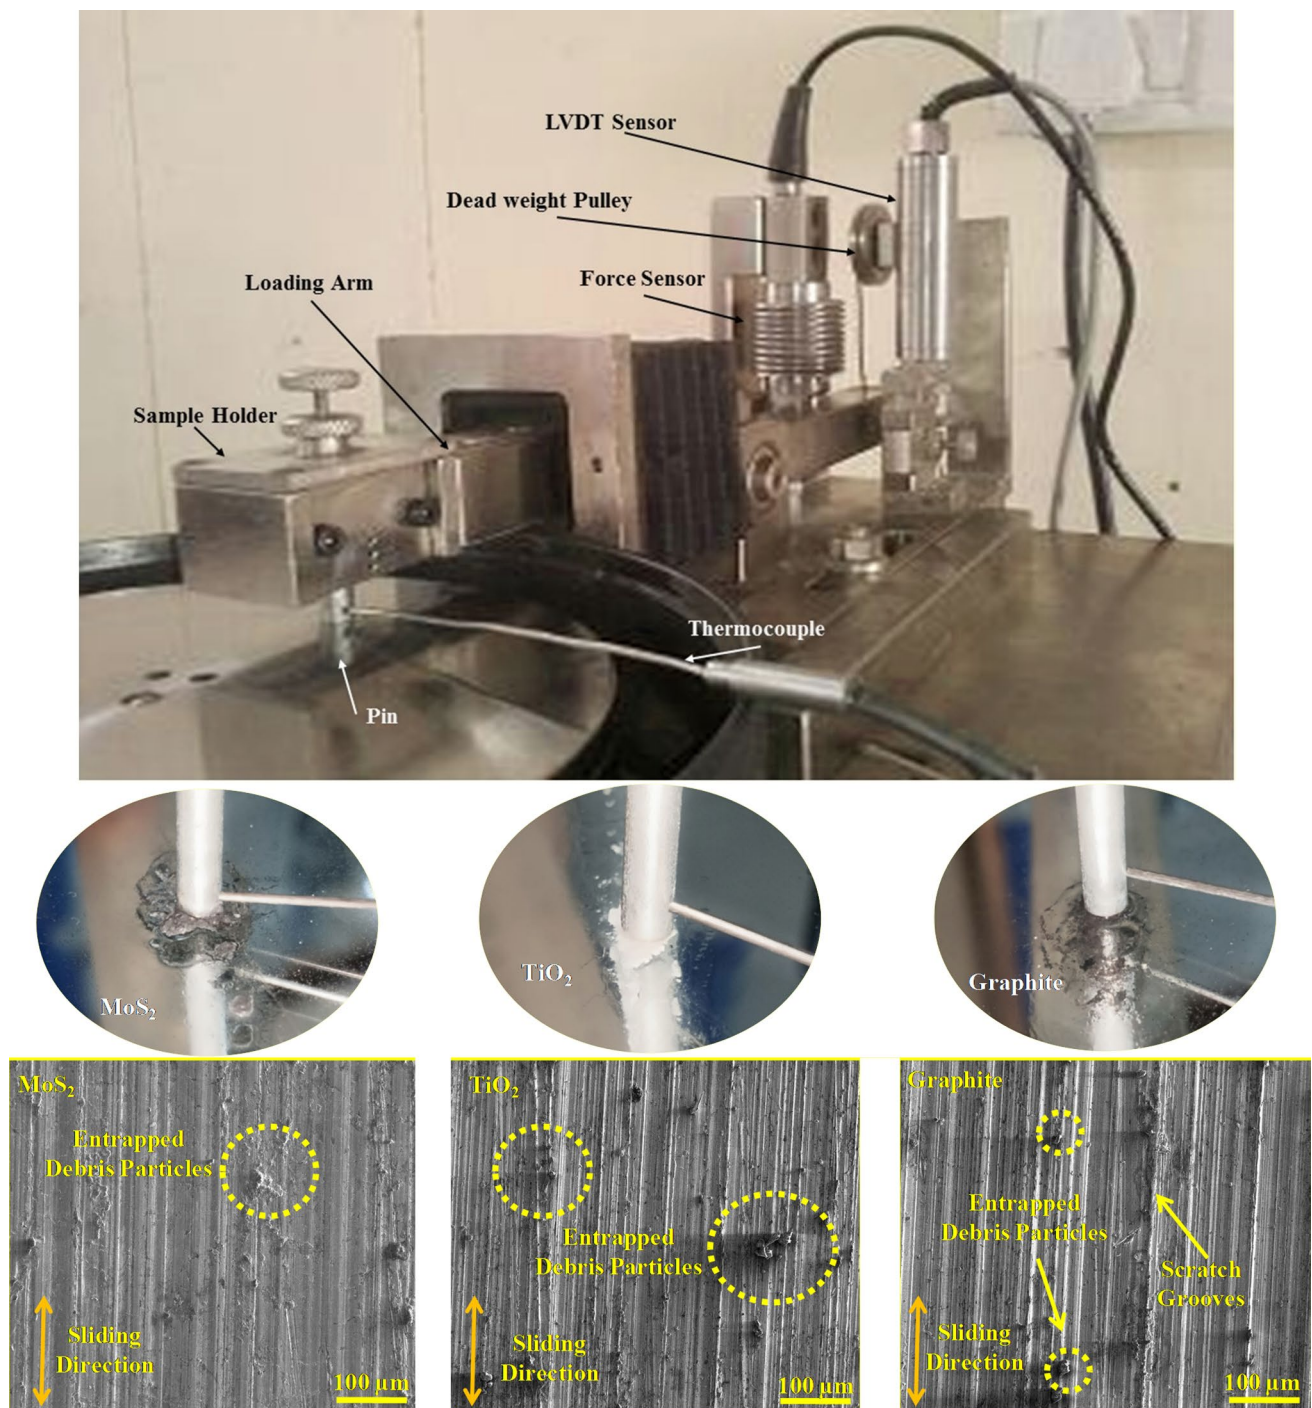 LVDT Sensor
Dead weight Pulley
Force Sensor
Loading Arm
Sample Holder
Thermocouple
Pin
MoS₂
TiO₂
Graphite
MoS₂
Entrapped
Debris Particles
Sliding
Direction
100 µm
TiO₂
Entrapped
Debris Particles
Sliding
Direction
100 µm
Graphite
Entrapped
Debris Particles
Scratch
Grooves
Sliding
Direction
100 µm